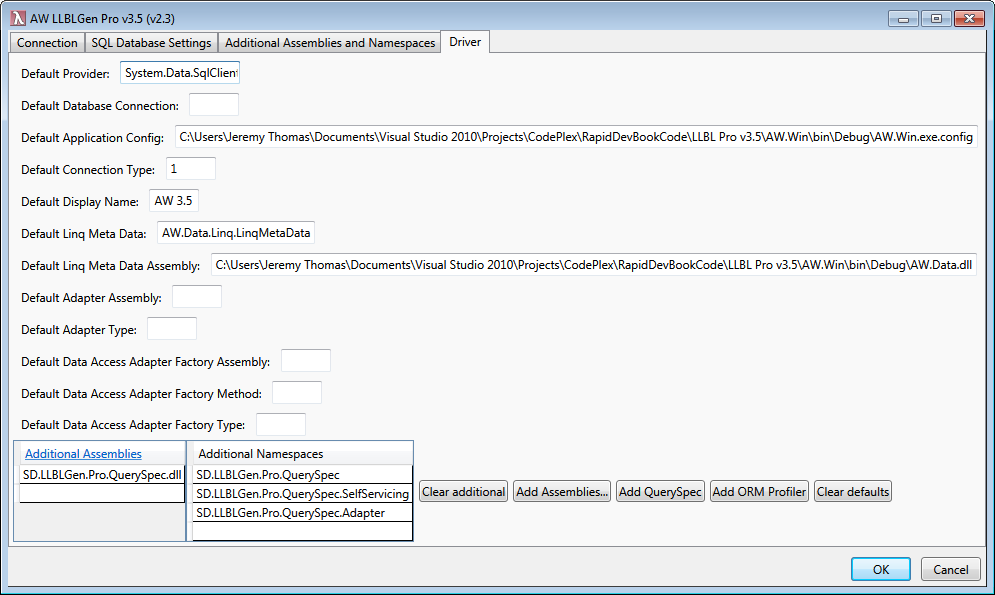 AW LLBLGen Pro v3.5 (v2.3)
Connection SQL Database Settings Additional Assemblies and Namespaces Driver
Default Provider: System.Data.SqlClient
Default Database Connection:
Default Application Config: C:\Users\Jeremy Thomas\Documents\Visual Studio 2010\Projects\CodePlex\RapidDevBookCode\LLBL Pro v3.5\AW.Win\bin\Debug\AW.Win.exe.config
Default Connection Type: 1
Default Display Name: AW 3.5
Default Linq Meta Data: AW.Data.Linq.LinqMetaData
Default Linq Meta Data Assembly: C:\Users\Jeremy Thomas\Documents\Visual Studio 2010\Projects\CodePlex\RapidDevBookCode\LLBL Pro v3.5\AW.Win\bin\Debug\AW.Data.dll
Default Adapter Assembly:
Default Adapter Type:
Default Data Access Adapter Factory Assembly:
Default Data Access Adapter Factory Method:
Default Data Access Adapter Factory Type:
Additional Assemblies Additional Namespaces
SD.LLBLGen.Pro.QuerySpec.dll SD.LLBLGen.Pro.QuerySpec
SD.LLBLGen.Pro.QuerySpec.SelfServicing
SD.LLBLGen.Pro.QuerySpec.Adapter
Clear additional Add Assemblies... Add QuerySpec Add ORM Profiler Clear defaults
OK Cancel